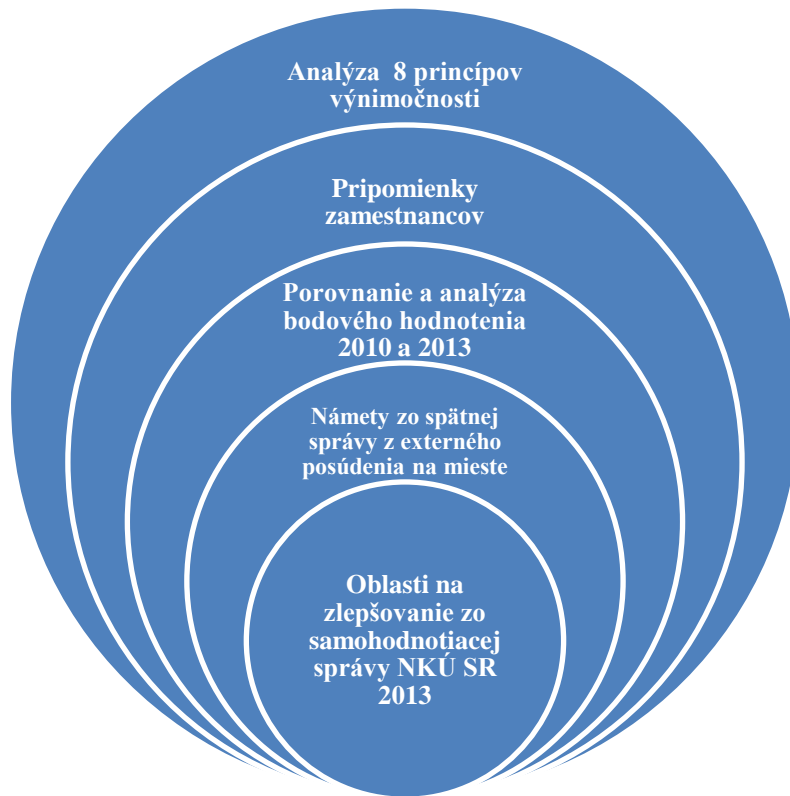 Analýza 8 princípov
výnimočnosti
Pripomienky
zamestnancov
Porovnanie a analýza
bodového hodnotenia
2010 a 2013
Námety zo spätnej
správy z externého
posúdenia na mieste
Oblasti na
zlepšovanie zo
samohodnotiacej
správy NKÚ SR
2013